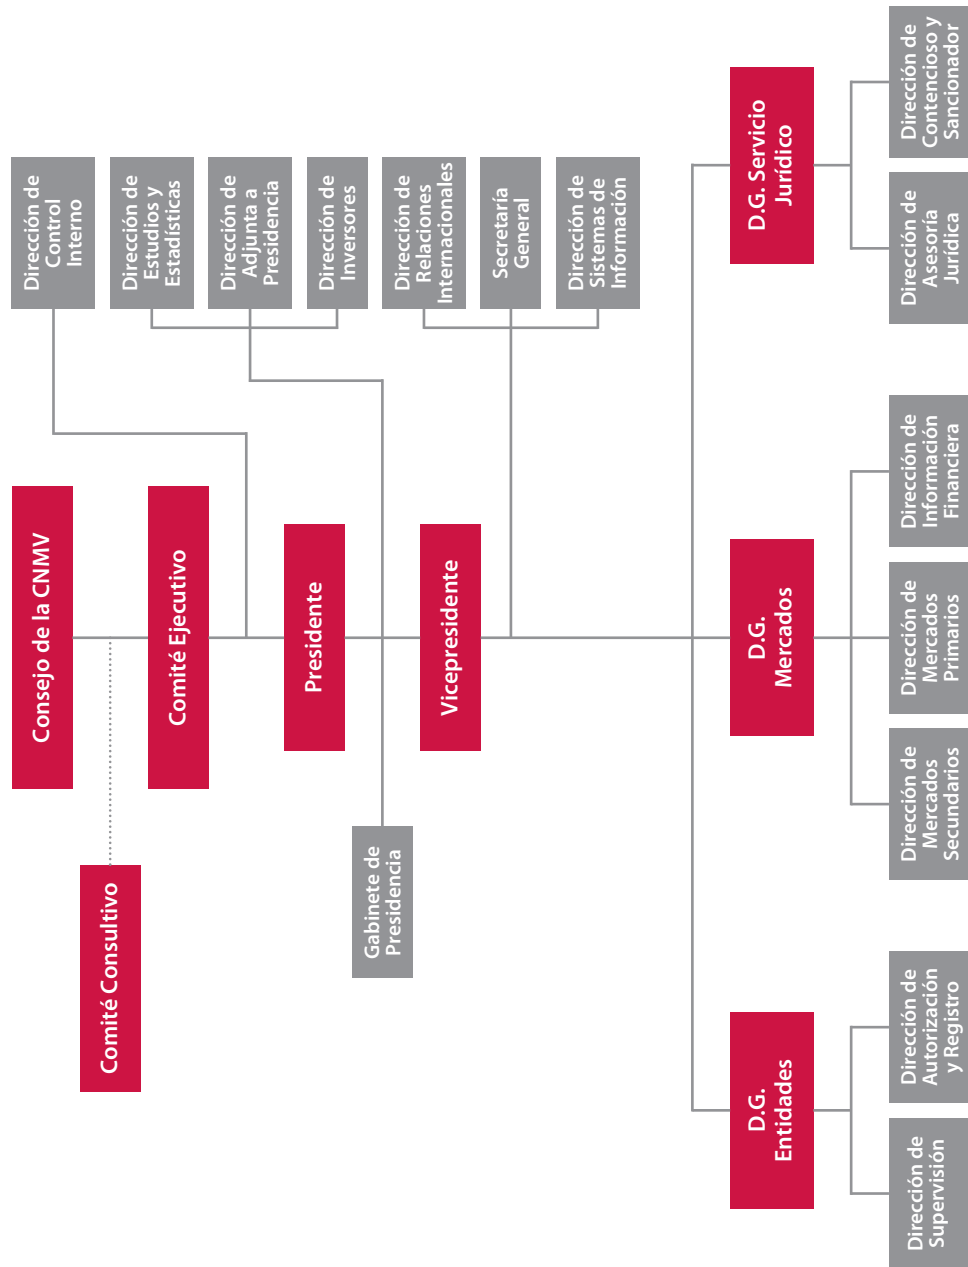 Consejo de la CNMV
Comité Consultivo
Comité Ejecutivo
Dirección de
Control
Interno
Presidente
Gabinete de
Presidencia
Dirección de
Estudios y
Estadísticas
Dirección de
Adjunta a
Presidencia
Dirección de
Inversores
Vicepresidente
Dirección de
Relaciones
Internacionales
Secretaría
General
Dirección de
Sistemas de
Información
D.G.
Entidades
D.G.
Mercados
D.G. Servicio
Jurídico
Dirección de
Supervisión
Dirección de
Autorización
y Registro
Dirección de
Mercados
Secundarios
Dirección de
Mercados
Primarios
Dirección de
Información
Financiera
Dirección de
Asesoría
Jurídica
Dirección de
Contencioso y
Sancionador